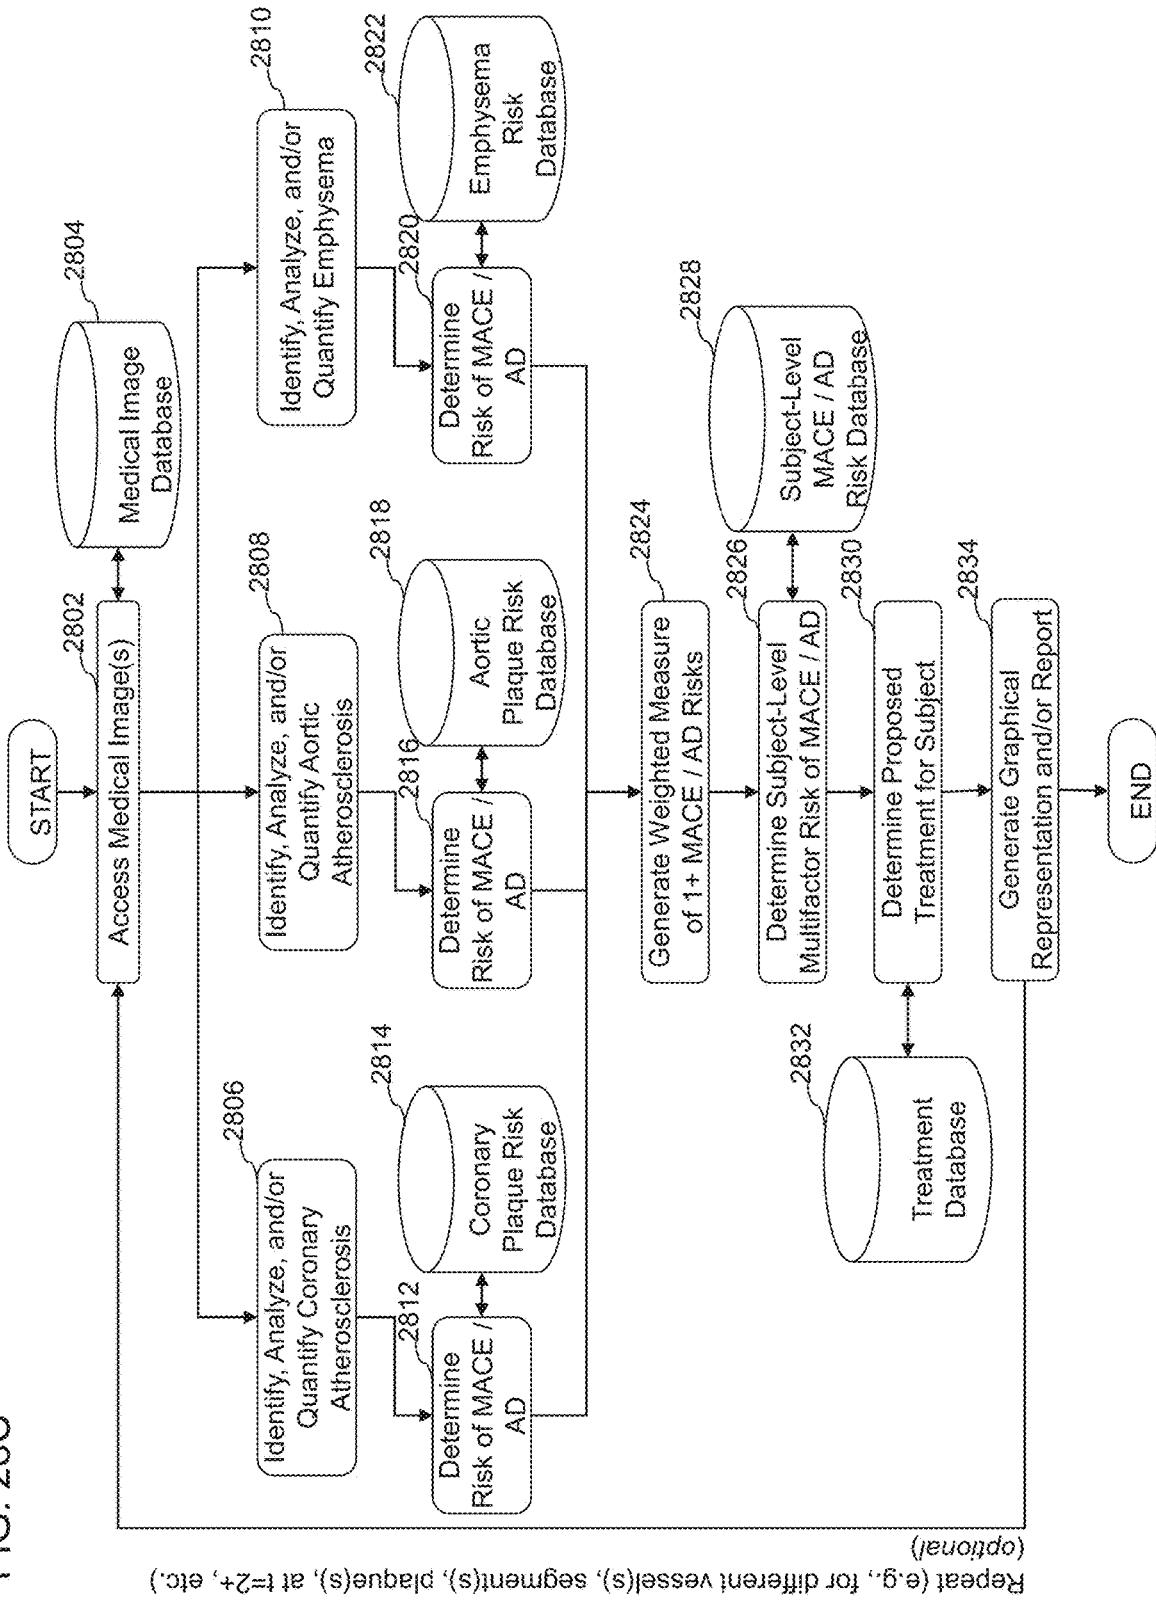 FIG.
START
2802
Access Medical Image(s)
2804
Medical Image
Database
2806
Identify, Analyze, and/or
Quantify Coronary
Atherosclerosis
2808
Identify, Analyze, and/or
Quantify Aortic
Atherosclerosis
2810
Identify, Analyze, and/or
Quantify Emphysema
2812
Determine
Risk of MACE /
AD
2814
Coronary
Plaque Risk
Database
2816
Determine
Risk of MACE /
AD
2818
Aortic
Plaque Risk
Database
2820
Determine
Risk of MACE /
AD
2822
Emphysema
Risk
Database
2824
Generate Weighted Measure
of 1+ MACE / AD Risks
2826
Determine Subject-Level
Multifactor Risk of MACE / AD
2828
Subject-Level
MACE / AD
Risk Database
2830
Determine Proposed
Treatment for Subject
2832
Treatment
Database
2834
Generate Graphical
Representation and/or Report
END
Repeat (e.g., for different vessel(s), segment(s), plaque(s), at t=2+, etc.)
(optional)